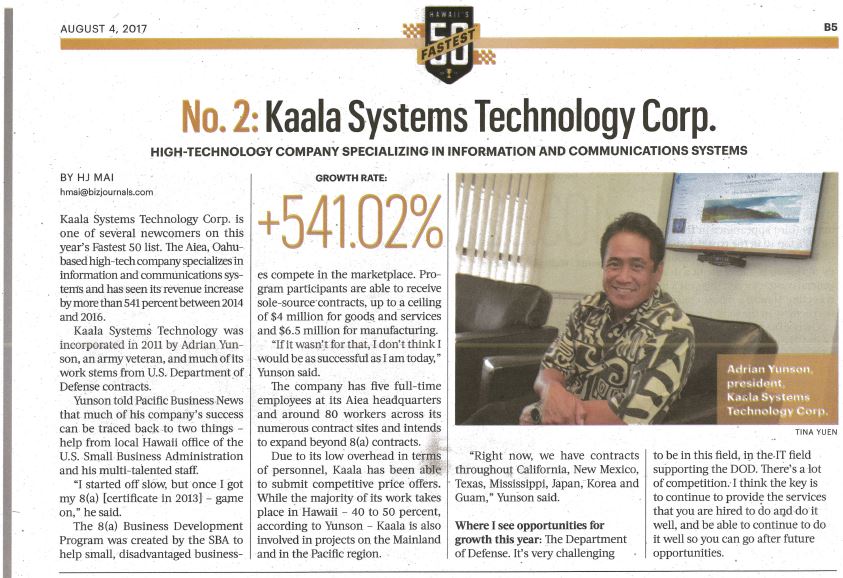 AUGUST 4, 2017
HAWAII'S
50
FASTEST
B5
No. 2: Kaala Systems Technology Corp.
HIGH-TECHNOLOGY COMPANY SPECIALIZING IN INFORMATION AND COMMUNICATIONS SYSTEMS
BY HJ MAI
hmai@bizjournals.com
Kaala Systems Technology Corp. is
one of several newcomers on this
year's Fastest 50 list. The Aiea, Oahu-
based high-tech company specializes in
information and communications sys-
tems and has seen its revenue increase
by more than 541 percent between 2014
and 2016.
Kaala Systems Technology was
incorporated in 2011 by Adrian Yun-
son, an army veteran, and much of its
work stems from U.S. Department of
Defense contracts.
Yunson told Pacific Business News
that much of his company's success
can be traced back to two things –
help from local Hawaii office of the
U.S. Small Business Administration
and his multi-talented staff.
"I started off slow, but once I got
my 8(a) [certificate in 2013] – game
on," he said.
The 8(a) Business Development
Program was created by the SBA to
help small, disadvantaged business-
GROWTH RATE:
+541.02%
es compete in the marketplace. Pro-
gram participants are able to receive
sole-source contracts, up to a ceiling
of $4 million for goods and services
and $6.5 million for manufacturing.
"If it wasn't for that, I don't think I
would be as successful as I am today,"
Yunson said.
The company has five full-time
employees at its Aiea headquarters
and around 80 workers across its
numerous contract sites and intends
to expand beyond 8(a) contracts.
Due to its low overhead in terms
of personnel, Kaala has been able
to submit competitive price offers.
While the majority of its work takes
place in Hawaii – 40 to 50 percent,
according to Yunson – Kaala is also
involved in projects on the Mainland
and in the Pacific region.
Adrian Yunson,
president,
Kaala Systems
Technology Corp.
TINA YUEN
"Right now, we have contracts
throughout California, New Mexico,
Texas, Mississippi, Japan, Korea and
Guam," Yunson said.
Where I see opportunities for
growth this year: The Department
of Defense. It's very challenging
to be in this field, in the IT field
supporting the DOD. There's a lot
of competition. I think the key is
to continue to provide the services
that you are hired to do and do it
well, and be able to continue to do
it well so you can go after future
opportunities.